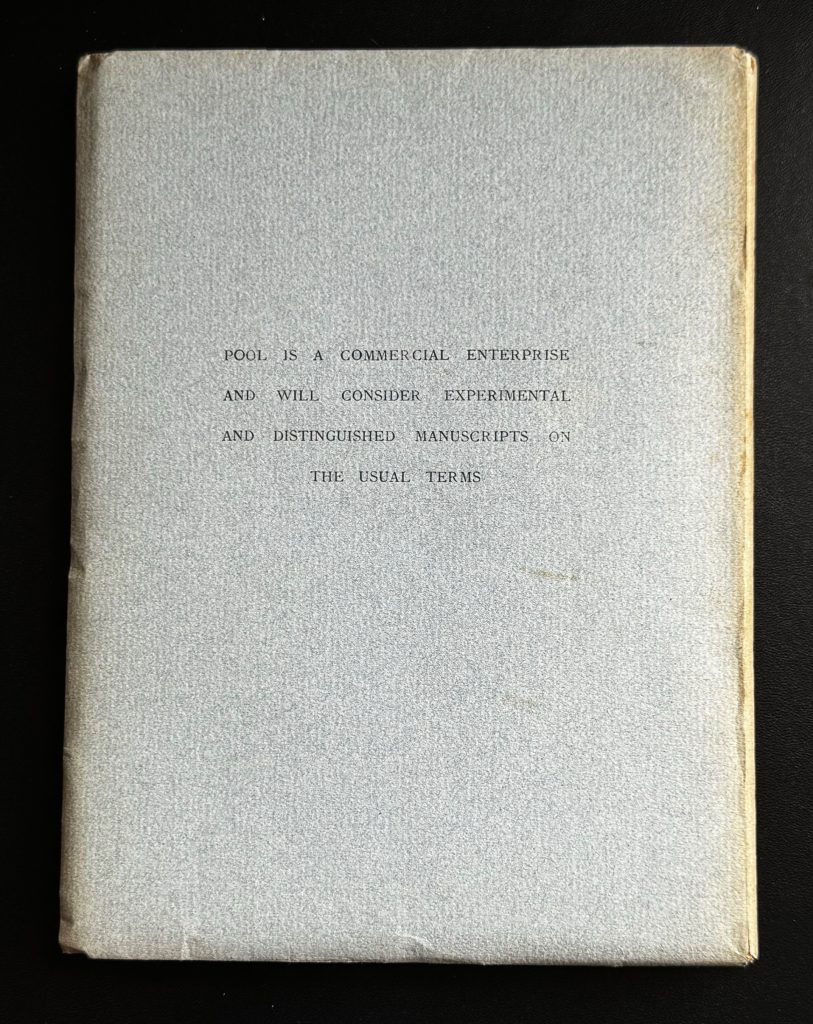 POOL IS A COMMERCIAL ENTERPRISE
AND WILL CONSIDER EXPERIMENTAL
AND DISTINGUISHED MANUSCRIPTS ON
THE USUAL TERMS